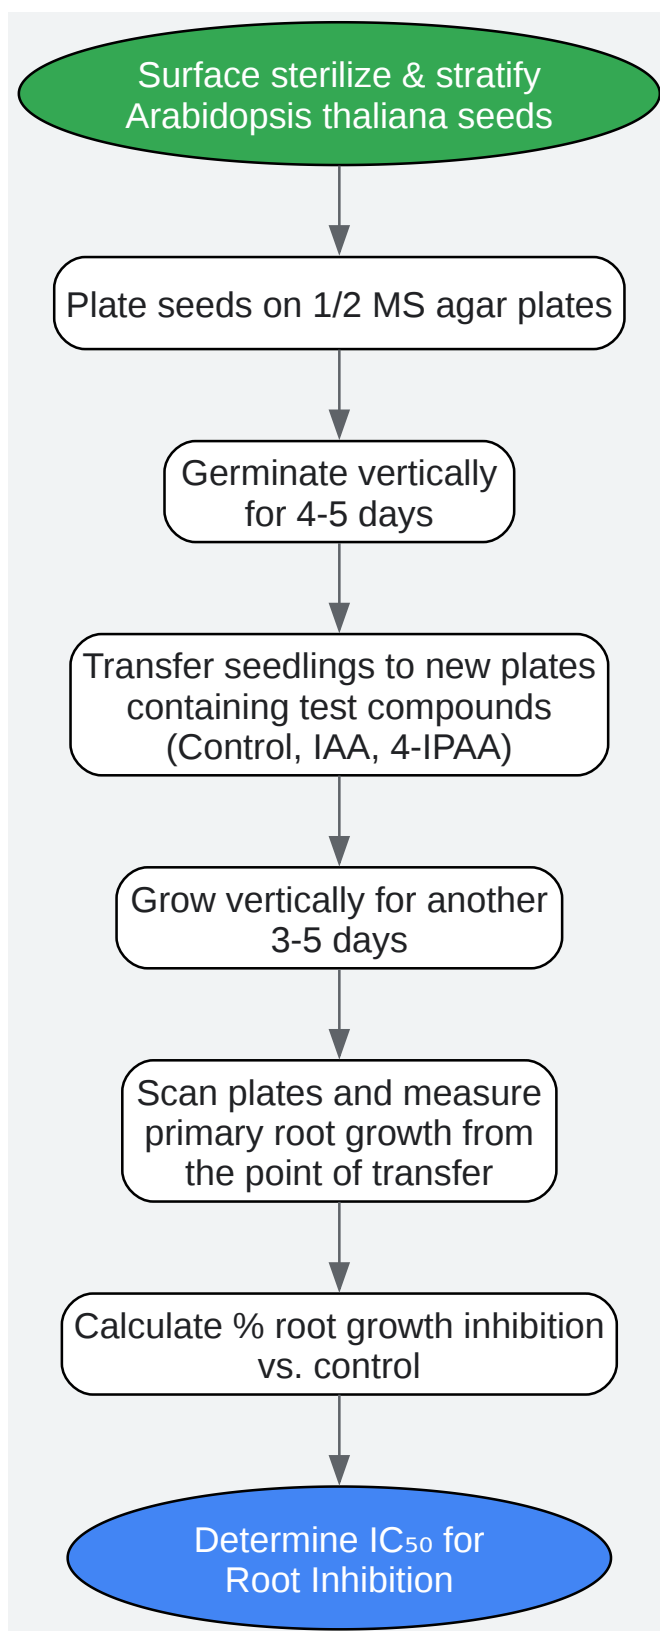 Surface sterilize & stratify
Arabidopsis thaliana seeds
Plate seeds on 1/2 MS agar plates
Germinate vertically
for 4-5 days
Transfer seedlings to new plates
containing test compounds
(Control, IAA, 4-IPAA)
Grow vertically for another
3-5 days
Scan plates and measure
primary root growth from
the point of transfer
Calculate % root growth inhibition
vs. control
Determine IC₅₀ for
Root Inhibition